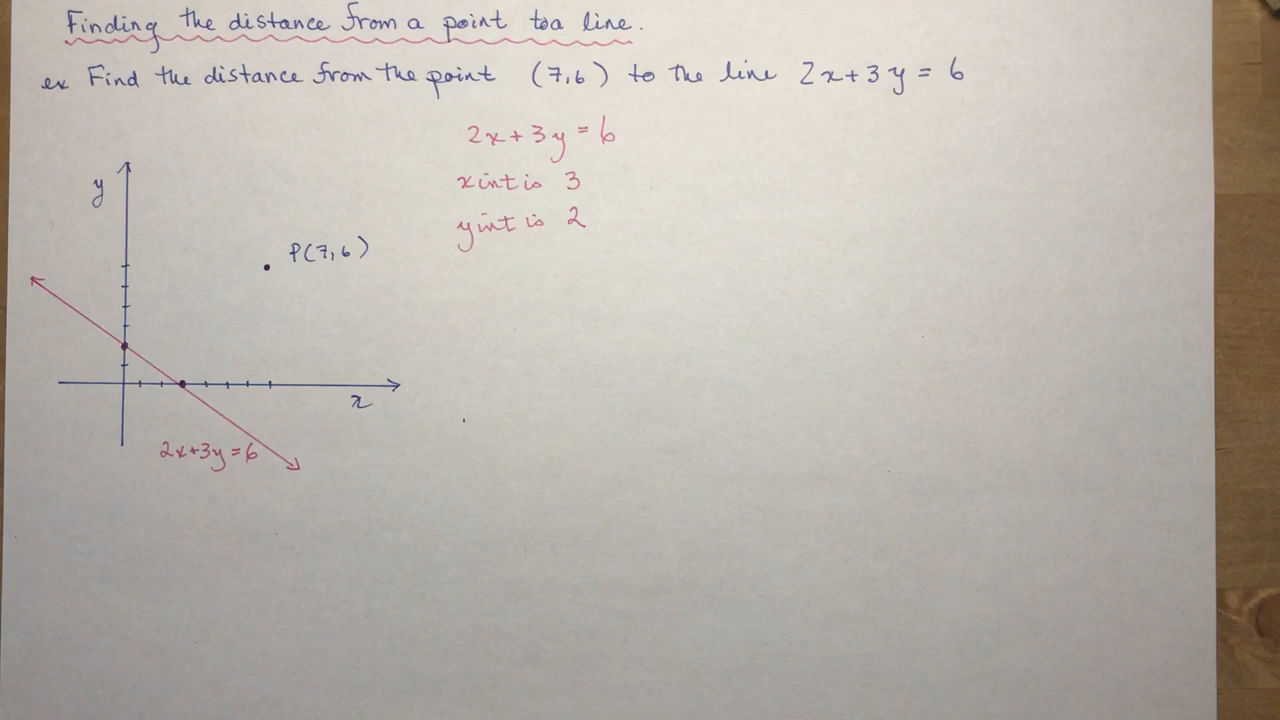 Finding the distance from a point to a line.
ex Find the distance from the point (7,6) to the line 2x+3y = 6
2x+3y = 6
x int is 3
y int is 2
y
P(7,6)
x
2x+3y=6